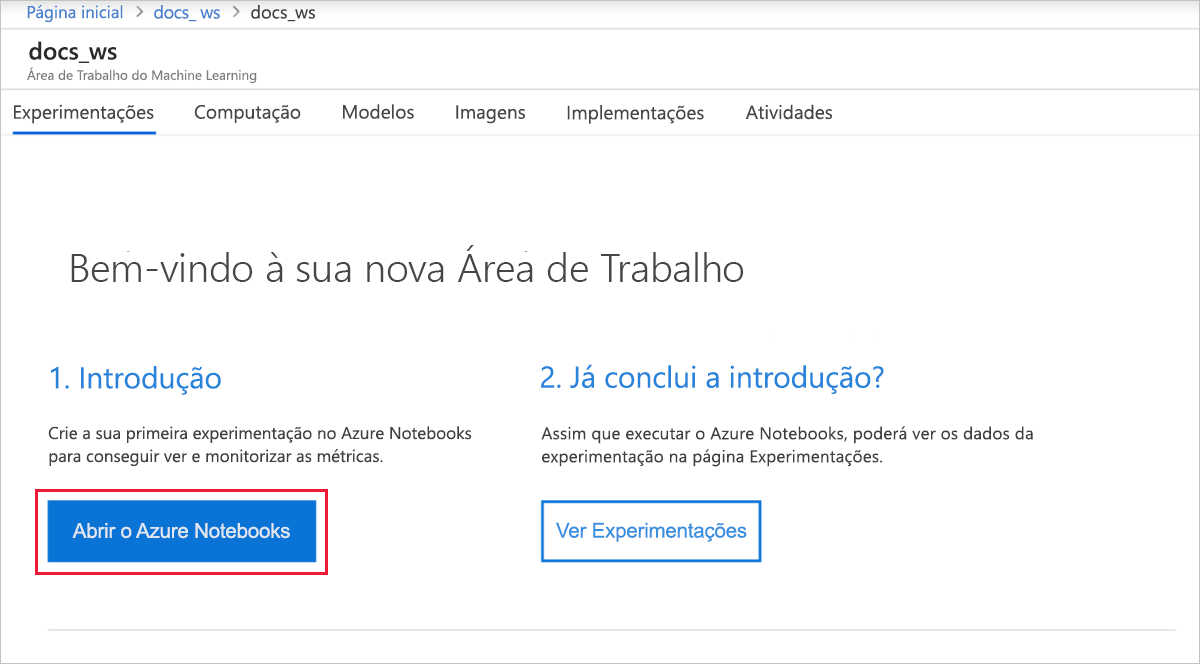 Página inicial > docs_ ws > docs_ws
docs_ws
Área de Trabalho do Machine Learning
Experimentações Computação Modelos Imagens Implementações Atividades
Bem-vindo à sua nova Área de Trabalho
1. Introdução
Crie a sua primeira experimentação no Azure Notebooks
para conseguir ver e monitorizar as métricas.
Abrir o Azure Notebooks
2. Já conclui a introdução?
Assim que executar o Azure Notebooks, poderá ver os dados da
experimentação na página Experimentações.
Ver Experimentações